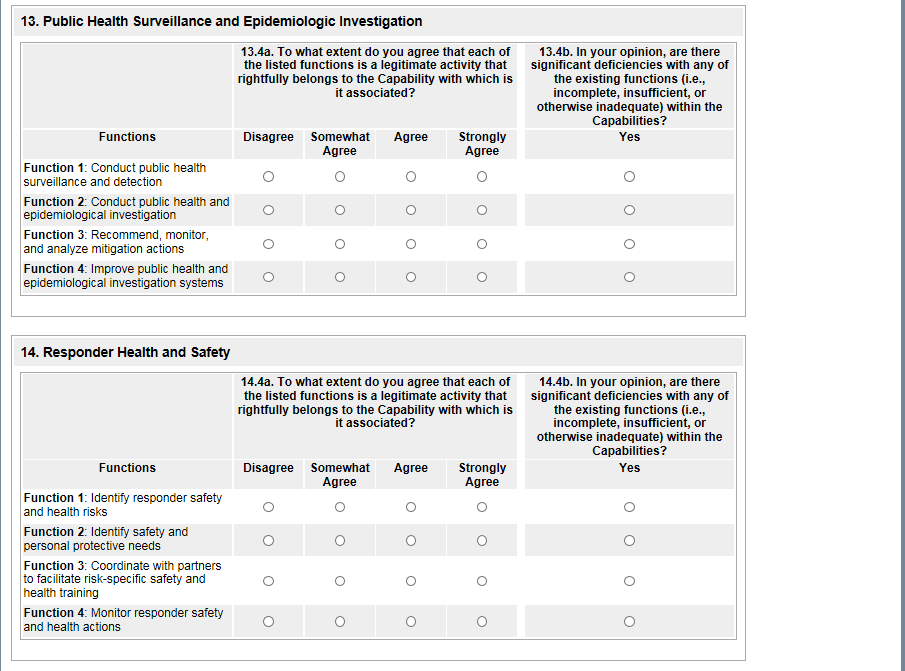 13. Public Health Surveillance and Epidemiologic Investigation
13.4a. To what extent do you agree that each of
the listed functions is a legitimate activity that
rightfully belongs to the Capability with which is
it associated?
13.4b. In your opinion, are there
significant deficiencies with any of
the existing functions (i.e.,
incomplete, insufficient, or
otherwise inadequate) within the
Capabilities?
Functions
Disagree
Somewhat
Agree
Agree
Strongly
Agree
Yes
Function 1: Conduct public health
surveillance and detection
Function 2: Conduct public health and
epidemiological investigation
Function 3: Recommend, monitor,
and analyze mitigation actions
Function 4: Improve public health and
epidemiological investigation systems
14. Responder Health and Safety
14.4a. To what extent do you agree that each of
the listed functions is a legitimate activity that
rightfully belongs to the Capability with which is
it associated?
14.4b. In your opinion, are there
significant deficiencies with any of
the existing functions (i.e.,
incomplete, insufficient, or
otherwise inadequate) within the
Capabilities?
Functions
Disagree
Somewhat
Agree
Agree
Strongly
Agree
Yes
Function 1: Identify responder safety
and health risks
Function 2: Identify safety and
personal protective needs
Function 3: Coordinate with partners
to facilitate risk-specific safety and
health training
Function 4: Monitor responder safety
and health actions